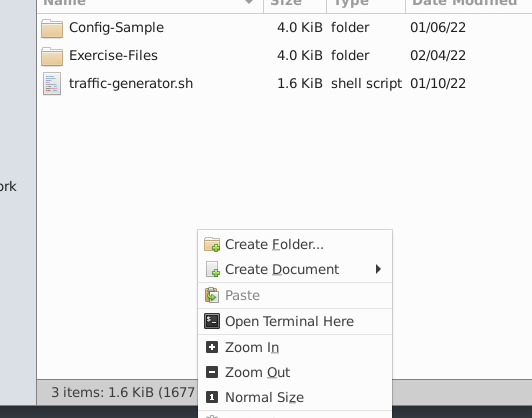 Name Size Type Date Modified
Config-Sample 4.0 KiB folder 01/06/22
Exercise-Files 4.0 KiB folder 02/04/22
traffic-generator.sh 1.6 KiB shell script 01/10/22
ork
Create Folder...
Create Document
Paste
Open Terminal Here
Zoom In
Zoom Out
Normal Size
3 items: 1.6 KiB (1677